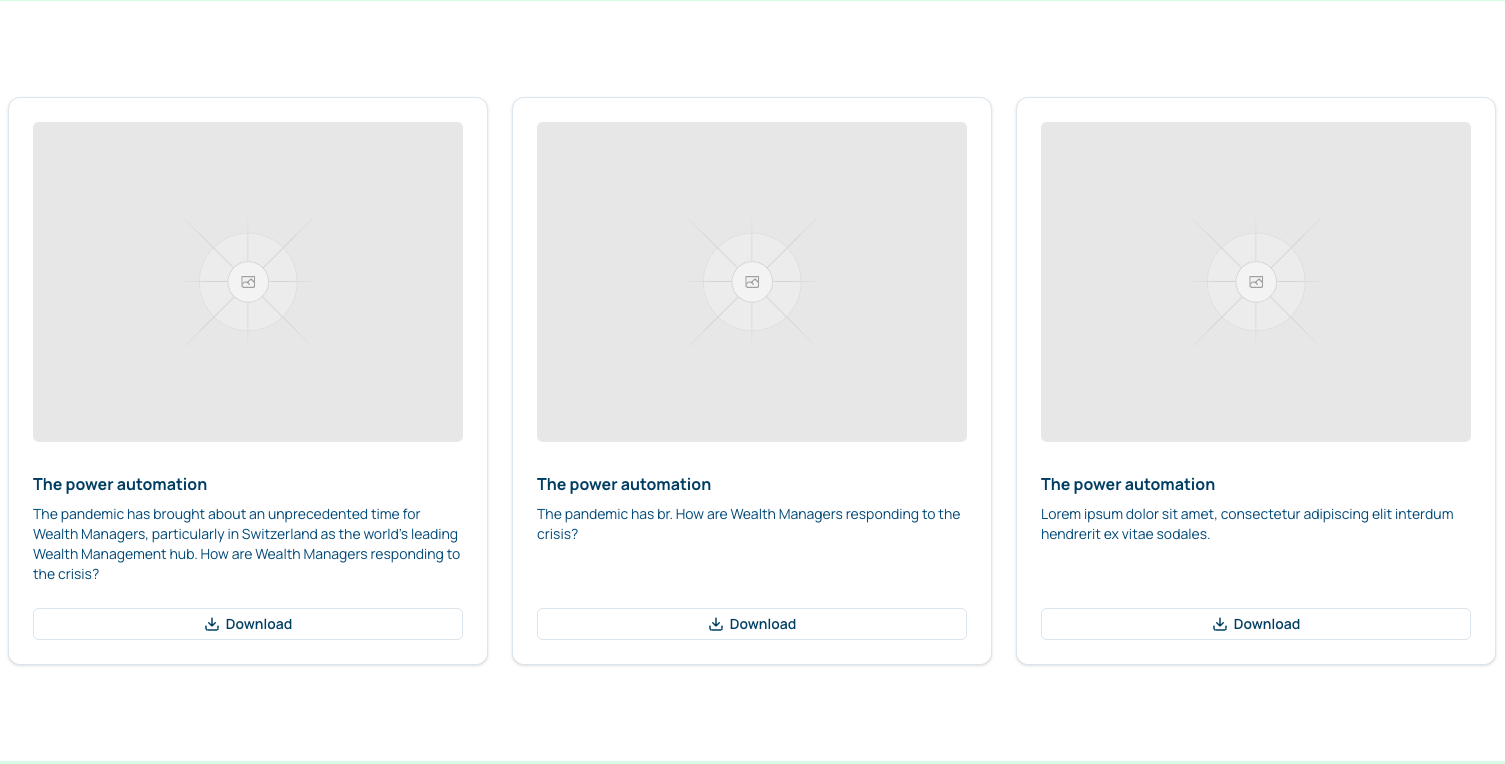 The power automation
The pandemic has brought about an unprecedented time for
Wealth Managers, particularly in Switzerland as the world's leading
Wealth Management hub. How are Wealth Managers responding to
the crisis?
Download
The power automation
The pandemic has br. How are Wealth Managers responding to the
crisis?
Download
The power automation
Lorem ipsum dolor sit amet, consectetur adipiscing elit interdum
hendrerit ex vitae sodales.
Download